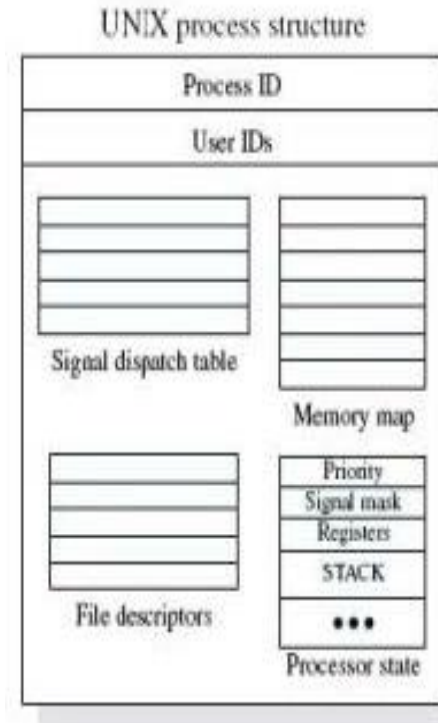 UNIX process structure
Process ID
User IDs
Signal dispatch table
Memory map
File descriptors
Priority
Signal mask
Registers
STACK
•••
Processor state